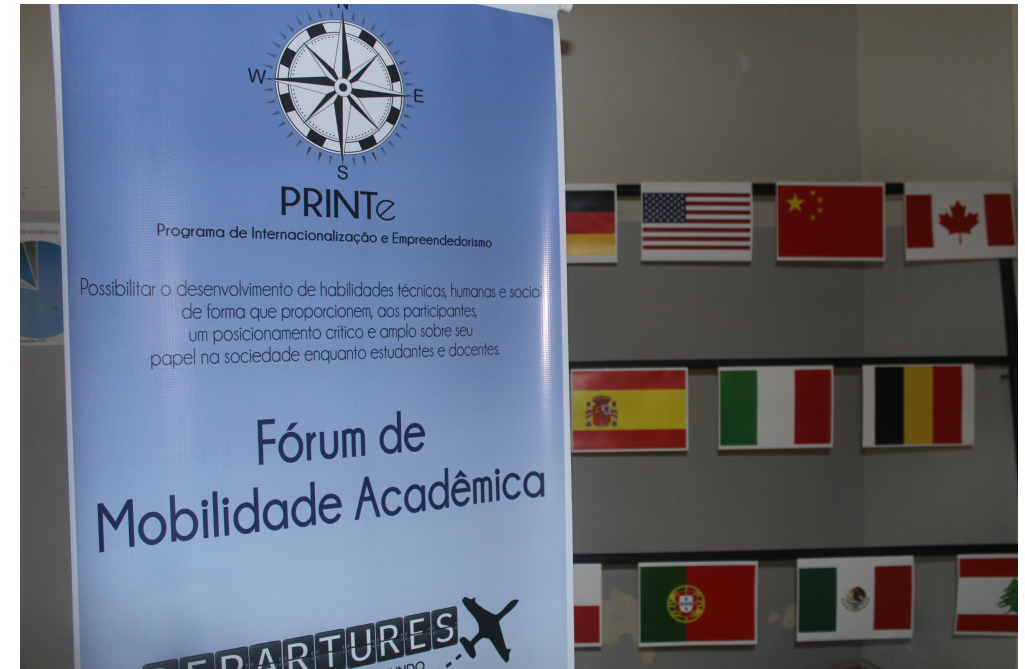 N
W
E
S
PRINTe
Programa de Internacionalização e Empreendedorismo
Possibilitar o desenvolvimento de habilidades técnicas, humanas e sociai
de forma que proporcionem, aos participantes,
um posicionamento crítico e amplo sobre seu
papel na sociedade enquanto estudantes e docentes.
Fórum de
Mobilidade Acadêmica
DEPARTURES